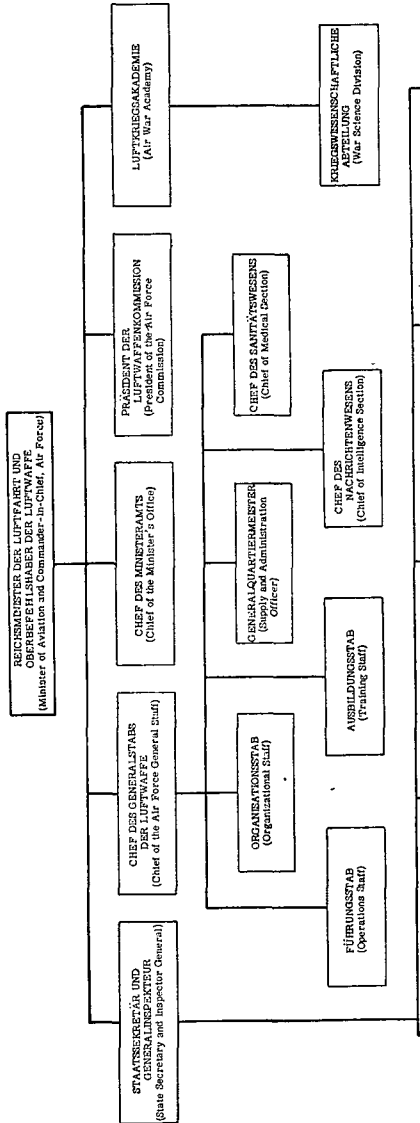 REICHSMINISTER DER LUFTFAHRT UND
OBERBEFEHLSHABER DER LUFTWAFFE
(Minister of Aviation and Commander-in-Chief, Air Force)
STAATSSEKRETÄR UND
GENERALINSPEKTEUR
(State Secretary and Inspector General)
CHEF DES GENERALSTABS
DER LUFTWAFFE
(Chief of the Air Force General Staff)
CHEF DES MINISTERAMTS
(Chief of the Minister's Office)
PRÄSIDENT DER
LUFTWAFFENKOMMISSION
(President of the Air Force
Commission)
LUFTKRIEGSAKADEMIE
(Air War Academy)
ORGANISATIONSSTAB
(Organizational Staff)
GENERALQUARTIERMEISTER
(Supply and Administration
Officer)
CHEF DES SANITÄTSWESENS
(Chief of Medical Section)
FÜHRUNGSSTAB
(Operations Staff)
AUSBILDUNGSSTAB
(Training Staff)
CHEF DES
NACHRICHTENWESENS
(Chief of Intelligence Section)
KRIEGSWISSENSCHAFTLICHE
ABTEILUNG
(War Science Division)